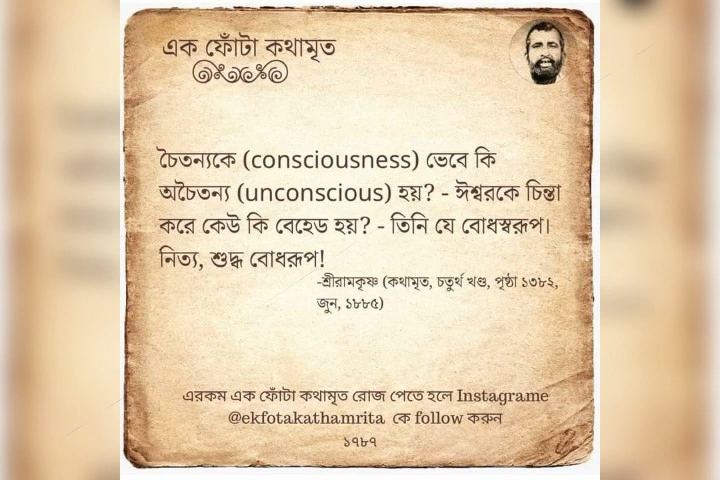 এক ফোঁটা কথামৃত
চৈতন্যকে (consciousness) ভেবে কি
অচৈতন্য (unconscious) হয়? - ঈশ্বরকে চিন্তা
করে কেউ কি বেহেড হয়? - তিনি যে বোধস্বরূপ।
নিত্য, শুদ্ধ বোধরূপ!
-শ্রীরামকৃষ্ণ (কথামৃত, চতুর্থ খণ্ড, পৃষ্ঠা ১৩৮২,
জুন, ১৮৮৫)
এরকম এক ফোঁটা কথামৃত রোজ পেতে হলে Instagrame
@ekfotakathamrita কে follow করুন
১৭৮৭